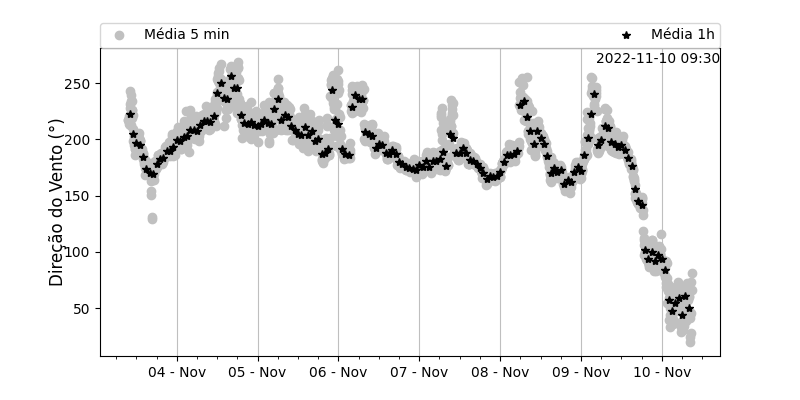 Média 5 min
Média 1h
2022-11-10 09:30
Direção do Vento (°)
250
200
150
100
50
04 - Nov
05 - Nov
06 - Nov
07 - Nov
08 - Nov
09 - Nov
10 - Nov